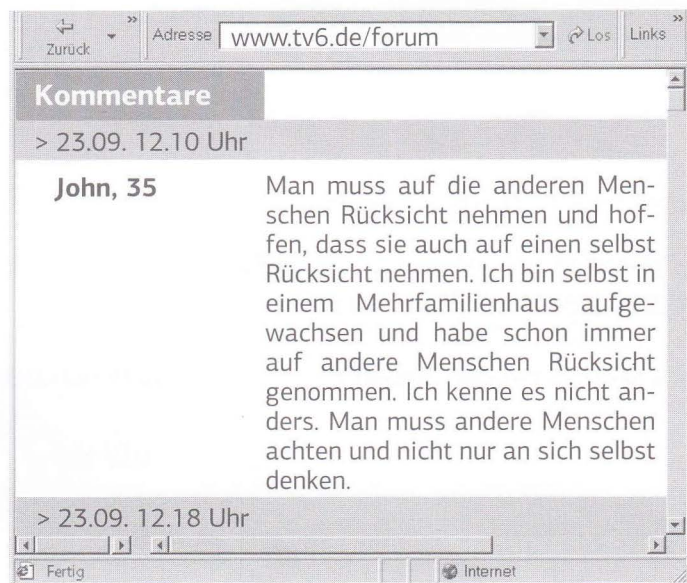 Zurück » Adresse www.tv6.de/forum Los Links »
Kommentare
> 23.09. 12.10 Uhr
John, 35
Man muss auf die anderen Men-
schen Rücksicht nehmen und hof-
fen, dass sie auch auf einen selbst
Rücksicht nehmen. Ich bin selbst in
einem Mehrfamilienhaus aufge-
wachsen und habe schon immer
auf andere Menschen Rücksicht
genommen. Ich kenne es nicht an-
ders. Man muss andere Menschen
achten und nicht nur an sich selbst
denken.
> 23.09. 12.18 Uhr
Fertig Internet